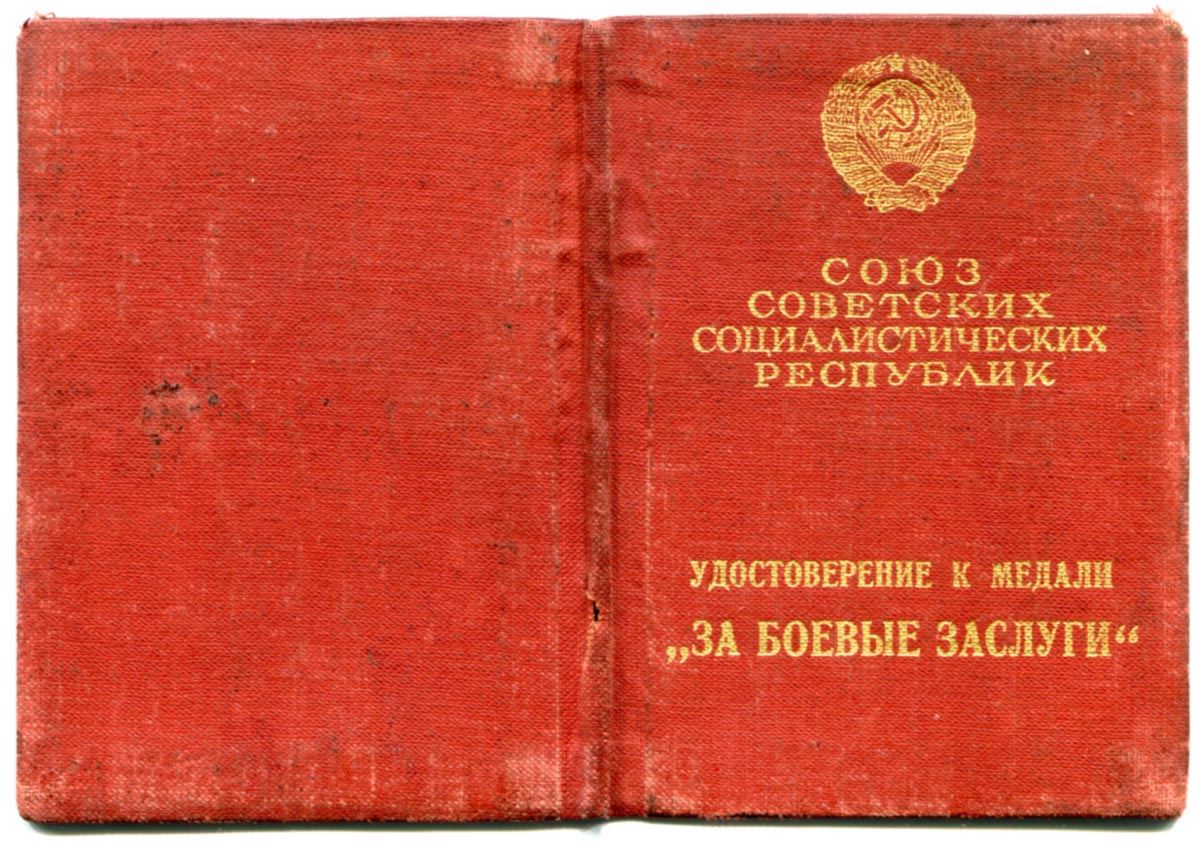 СОЮЗ
СОВЕТСКИХ
СОЦИАЛИСТИЧЕСКИХ
РЕСПУБЛИК
УДОСТОВЕРЕНИЕ К МЕДАЛИ
„ЗА БОЕВЫЕ ЗАСЛУГИ“